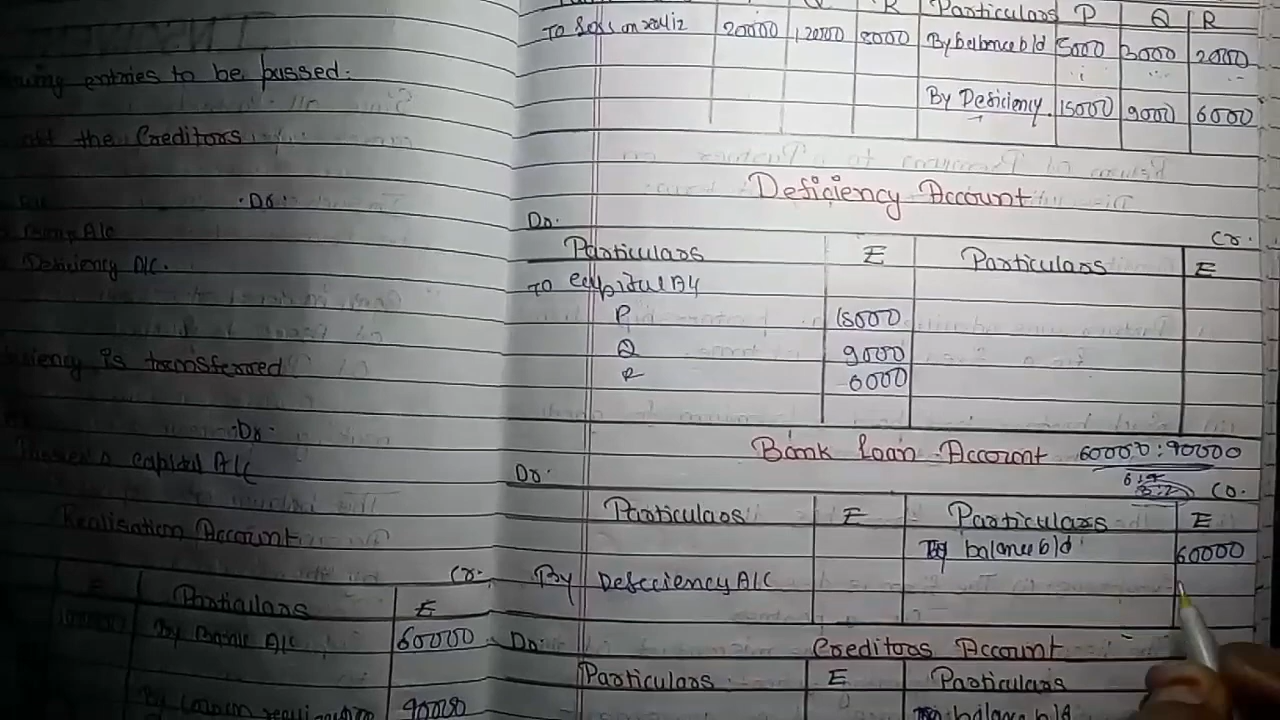 R Particulars P Q R
To loss on realiz 20000 12000 8000 By balance b/d 5000 3000 2000
entries to be passed.
By Deficiency 15000 9000 6000
the Creditors
Deficiency Account
Dr.
Dr. Cr.
Particulars E Particulars E
A/c
Deficiency A/C.
To capital A/c
P 15000
Q 9000
is transferred
R 6000
Dr.
Bank Loan Account 60000:90000
capital A/C
Dr. Cr.
Particulars E Particulars E
Realisation Account
balance b/d 60000
Cr.
By Defeciency A/C
E Particulars E
By Bank A/c 60000
Dr. Creditors Account
Particulars E Particulars
90000
balance b/d